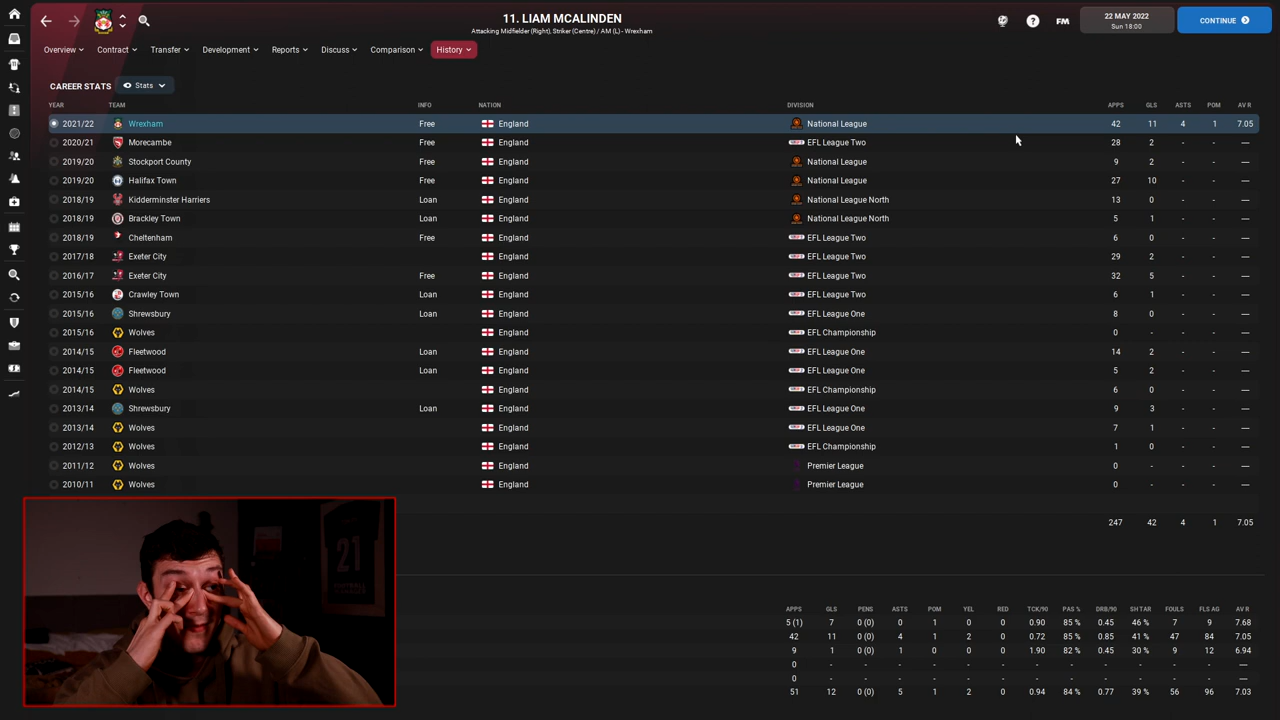 11. LIAM MCALINDEN
Attacking Midfielder (Right), Striker (Centre) / AM (L) - Wrexham
? FM 22 MAY 2022 Sun 18:00 CONTINUE
Overview Contract Transfer Development Reports Discuss Comparison History
CAREER STATS Stats
YEAR TEAM INFO NATION DIVISION APPS GLS ASTS POM AV R
2021/22 Wrexham Free England National League 42 11 4 1 7.05
2020/21 Morecambe Free England EFL League Two 28 2 - - —
2019/20 Stockport County Free England National League 9 2 - - —
2019/20 Halifax Town Free England National League 27 10 - - —
2018/19 Kidderminster Harriers Loan England National League North 13 0 - - —
2018/19 Brackley Town Loan England National League North 5 1 - - —
2018/19 Cheltenham Free England EFL League Two 6 0 - - —
2017/18 Exeter City England EFL League Two 29 2 - - —
2016/17 Exeter City Free England EFL League Two 32 5 - - —
2015/16 Crawley Town Loan England EFL League Two 6 1 - - —
2015/16 Shrewsbury Loan England EFL League One 8 0 - - —
2015/16 Wolves England EFL Championship 0 - - - —
2014/15 Fleetwood Loan England EFL League One 14 2 - - —
2014/15 Fleetwood Loan England EFL League One 5 2 - - —
2014/15 Wolves England EFL Championship 6 0 - - —
2013/14 Shrewsbury Loan England EFL League One 9 3 - - —
2013/14 Wolves England EFL League One 7 1 - - —
2012/13 Wolves England EFL Championship 1 0 - - —
2011/12 Wolves England Premier League 0 - - - —
2010/11 Wolves England Premier League 0 - - - —
247 42 4 1 7.05
21
APPS GLS PENS ASTS POM YEL RED TCK/90 PAS % DRB/90 SH TAR FOULS FLS AG AV R
5 (1) 7 0 (0) 0 1 0 0 0.90 85 % 0.45 46 % 7 9 7.68
42 11 0 (0) 4 1 2 0 0.72 85 % 0.85 41 % 47 84 7.05
9 1 0 (0) 1 0 0 0 1.90 82 % 0.45 30 % 9 12 6.94
0 - - - - - - - - - - - - —
0 - - - - - - - - - - - - —
51 12 0 (0) 5 1 2 0 0.94 84 % 0.77 39 % 56 96 7.03